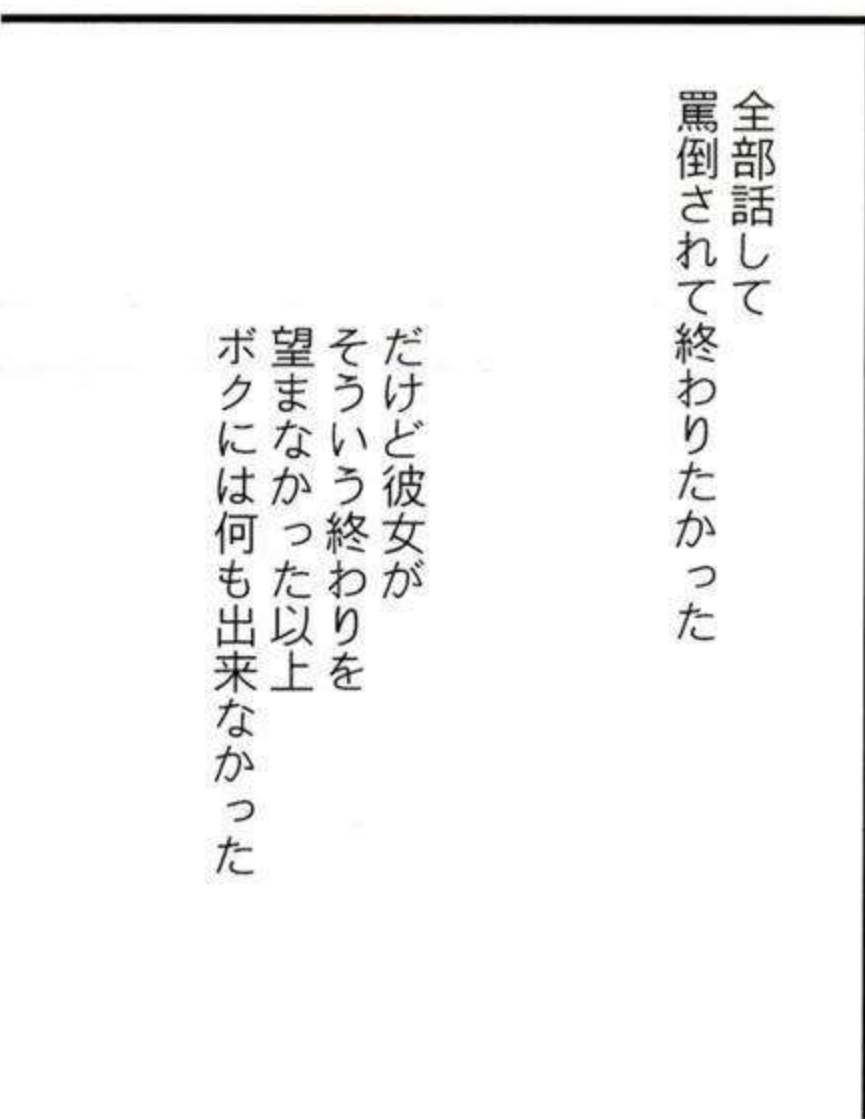 全部話して
罵倒されて終わりたかった
だけど彼女が
そういう終わりを
望まなかった以上
ボクには何も出来なかった